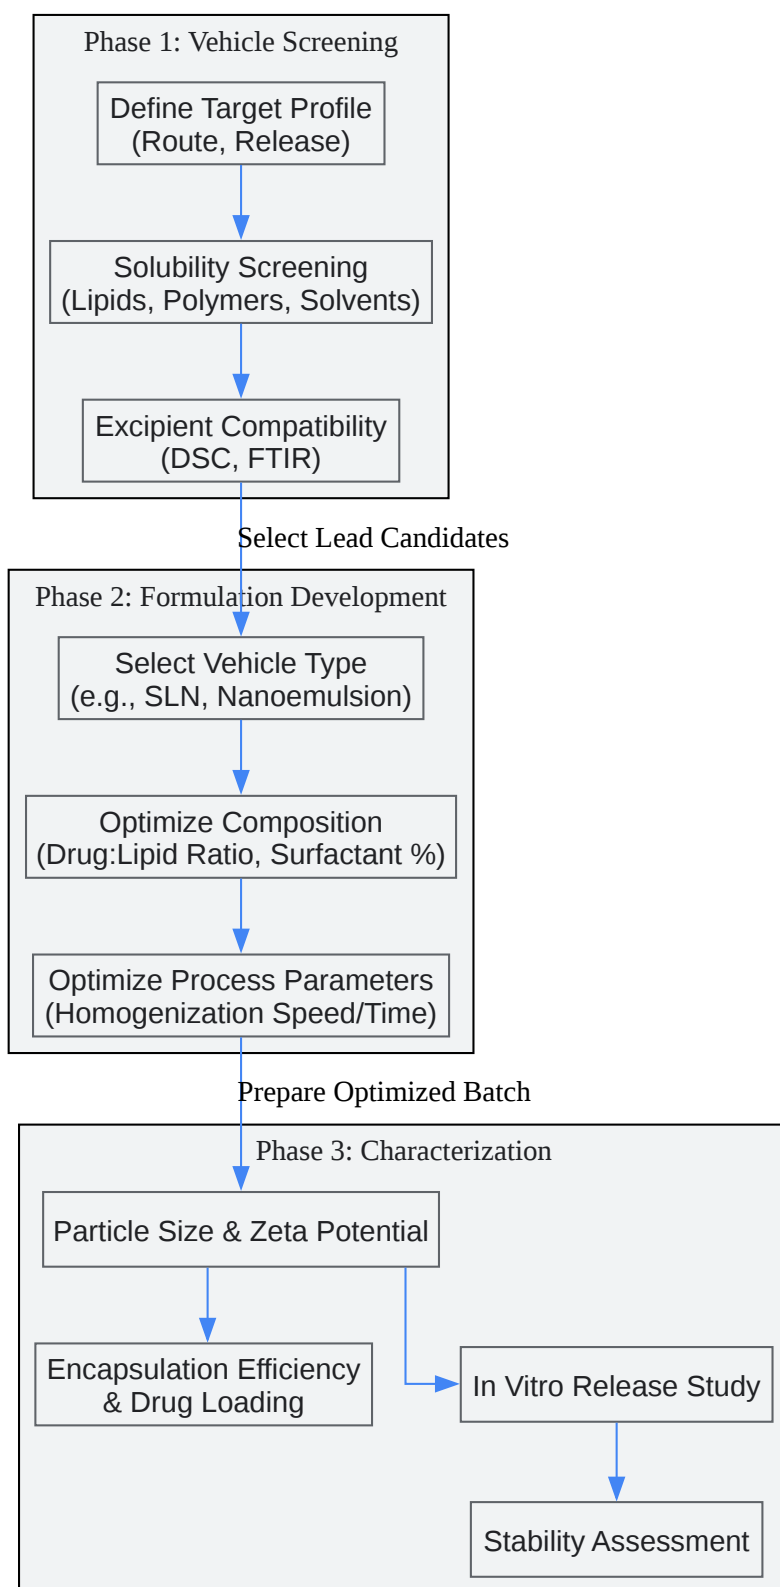 Phase 1: Vehicle Screening
Define Target Profile
(Route, Release)
Solubility Screening
(Lipids, Polymers, Solvents)
Excipient Compatibility
(DSC, FTIR)
Select Lead Candidates
Phase 2: Formulation Development
Select Vehicle Type
(e.g., SLN, Nanoemulsion)
Optimize Composition
(Drug:Lipid Ratio, Surfactant %)
Optimize Process Parameters
(Homogenization Speed/Time)
Prepare Optimized Batch
Phase 3: Characterization
Particle Size & Zeta Potential
Encapsulation Efficiency
& Drug Loading
In Vitro Release Study
Stability Assessment